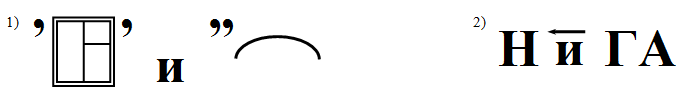 1) ’ ’ и ” 2) Н и ГА